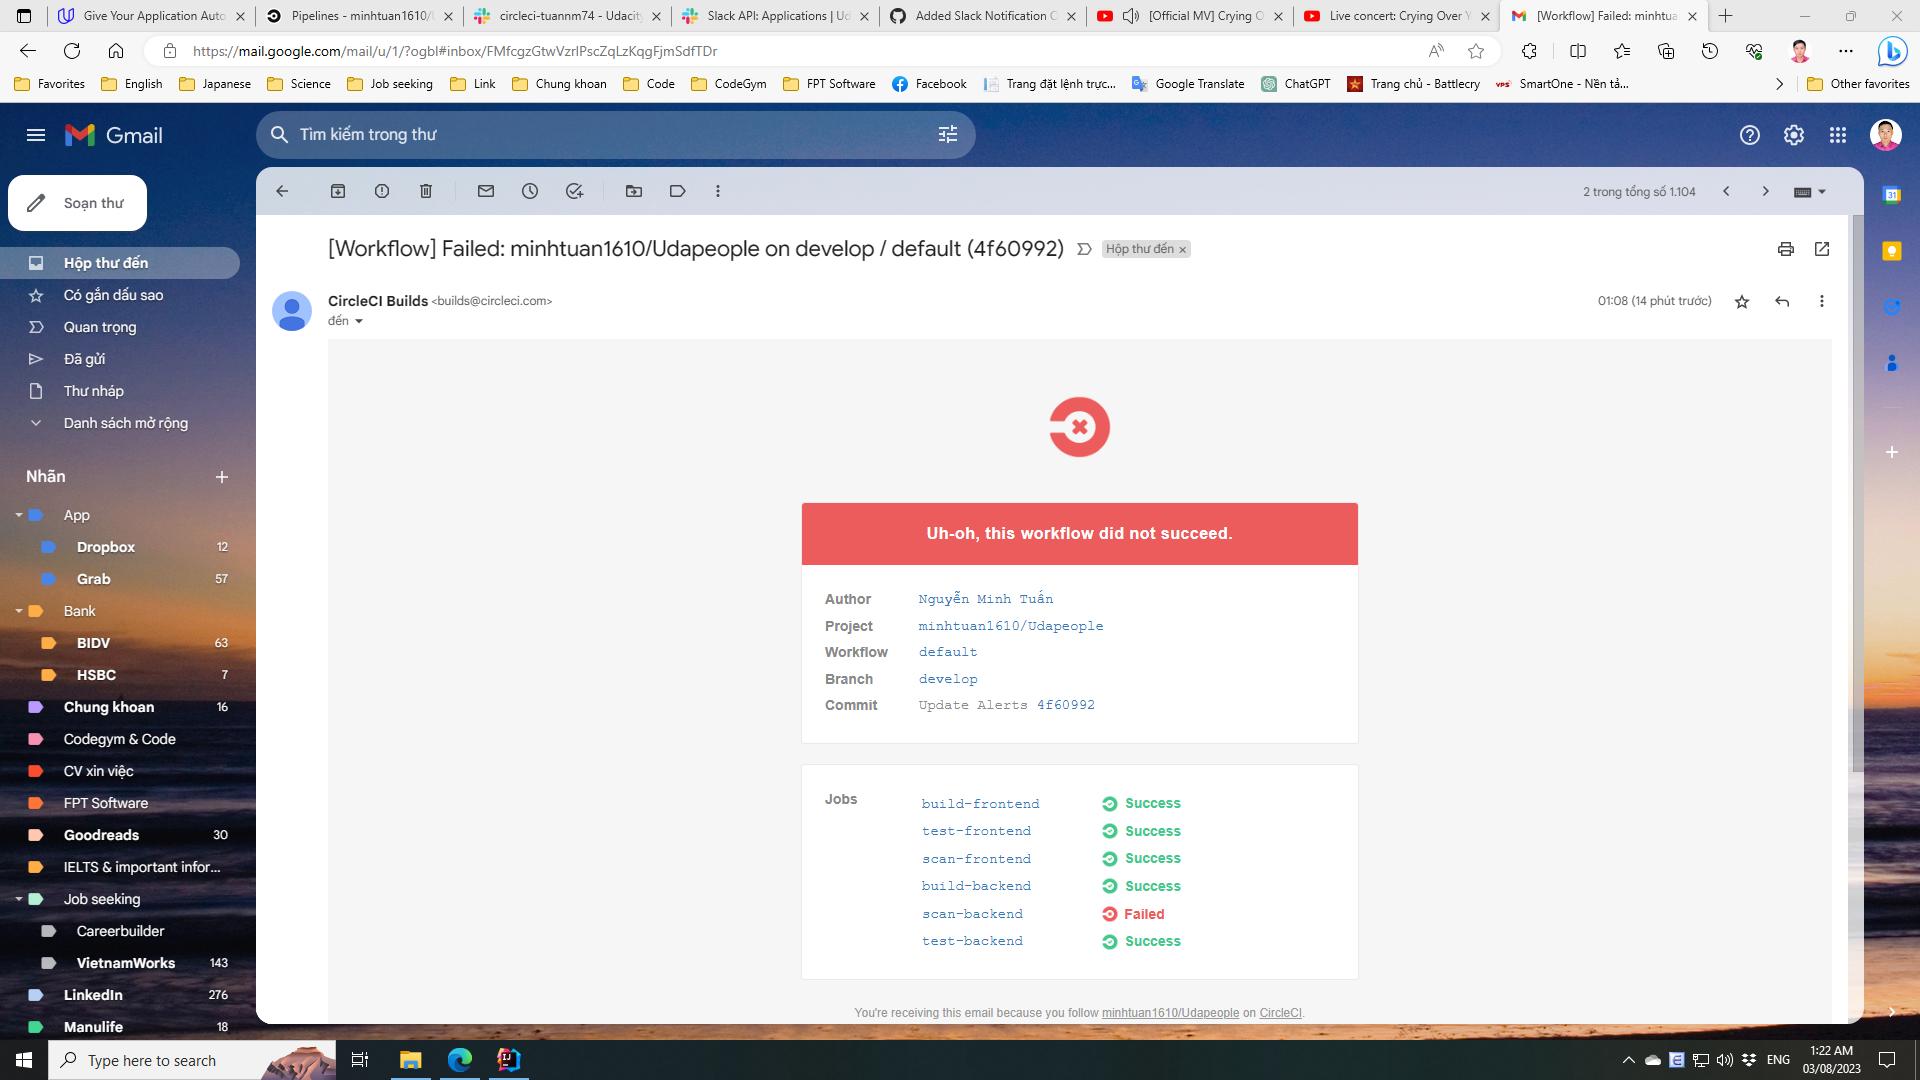 Give Your Application Auto
Pipelines - minhtuan1610/U
circleci-tuannm74 - Udacity
Slack API: Applications | Ud
Added Slack Notification C
[Official MV] Crying O
Live concert: Crying Over Y
[Workflow] Failed: minhtua
https://mail.google.com/mail/u/1/?ogbl#inbox/FMfcgzGtwVzrlPscZqLzKqgFjmSdfTDr
Favorites
English
Japanese
Science
Job seeking
Link
Chung khoan
Code
CodeGym
FPT Software
Facebook
Trang đặt lệnh trực...
Google Translate
ChatGPT
Trang chủ - Battlecry
VPS
SmartOne - Nền tả...
Other favorites
Gmail
Tìm kiếm trong thư
Soạn thư
2 trong tổng số 1.104
31
[Workflow] Failed: minhtuan1610/Udapeople on develop / default (4f60992)
Hộp thư đến
CircleCI Builds <builds@circleci.com>
01:08 (14 phút trước)
đến
Hộp thư đến
Có gắn dấu sao
Quan trọng
Đã gửi
Thư nháp
Danh sách mở rộng
Nhãn
App
Dropbox 12
Grab 57
Bank
BIDV 63
HSBC 7
Chung khoan 16
Codegym & Code
CV xin việc
FPT Software
Goodreads 30
IELTS & important infor...
Job seeking
Careerbuilder
VietnamWorks 143
LinkedIn 276
Manulife 18
Uh-oh, this workflow did not succeed.
Author Nguyễn Minh Tuấn
Project minhtuan1610/Udapeople
Workflow default
Branch develop
Commit Update Alerts 4f60992
Jobs
build-frontend Success
test-frontend Success
scan-frontend Success
build-backend Success
scan-backend Failed
test-backend Success
You're receiving this email because you follow minhtuan1610/Udapeople on CircleCI.
Type here to search
ENG
1:22 AM
03/08/2023